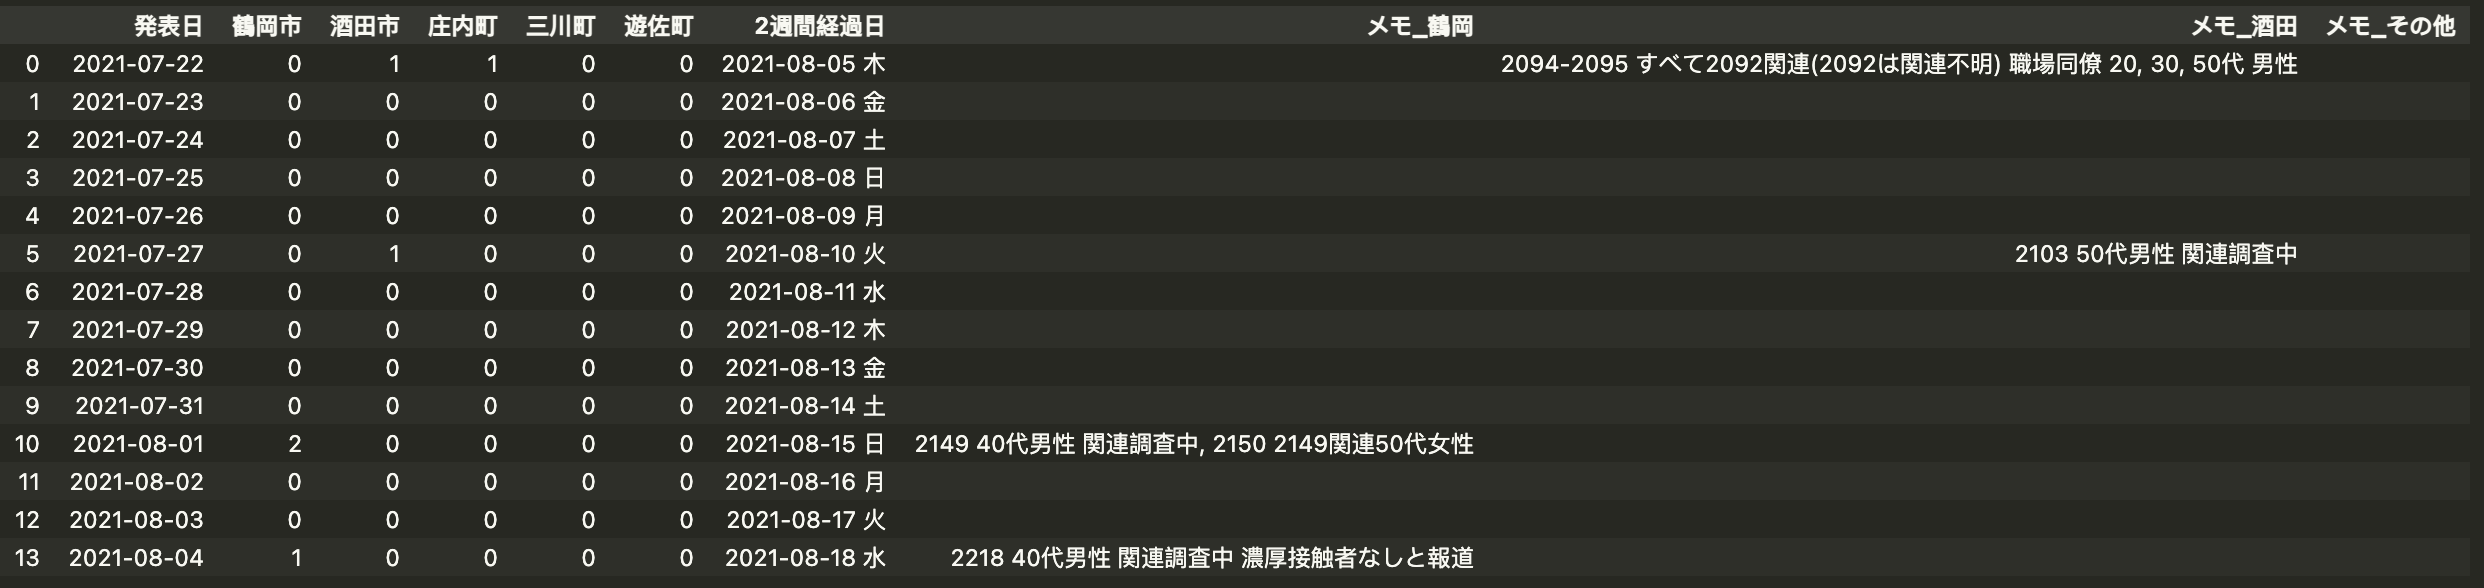 発表日 鶴岡市 酒田市 庄内町 三川町 遊佐町 2週間経過日 メモ_鶴岡 メモ_酒田 メモ_その他
0 2021-07-22 0 1 1 0 0 2021-08-05 木 2094-2095 すべて2092関連(2092は関連不明) 職場同僚 20, 30, 50代 男性
1 2021-07-23 0 0 0 0 0 2021-08-06 金
2 2021-07-24 0 0 0 0 0 2021-08-07 土
3 2021-07-25 0 0 0 0 0 2021-08-08 日
4 2021-07-26 0 0 0 0 0 2021-08-09 月
5 2021-07-27 0 1 0 0 0 2021-08-10 火 2103 50代男性 関連調査中
6 2021-07-28 0 0 0 0 0 2021-08-11 水
7 2021-07-29 0 0 0 0 0 2021-08-12 木
8 2021-07-30 0 0 0 0 0 2021-08-13 金
9 2021-07-31 0 0 0 0 0 2021-08-14 土
10 2021-08-01 2 0 0 0 0 2021-08-15 日 2149 40代男性 関連調査中, 2150 2149関連50代女性
11 2021-08-02 0 0 0 0 0 2021-08-16 月
12 2021-08-03 0 0 0 0 0 2021-08-17 火
13 2021-08-04 1 0 0 0 0 2021-08-18 水 2218 40代男性 関連調査中 濃厚接触者なしと報道